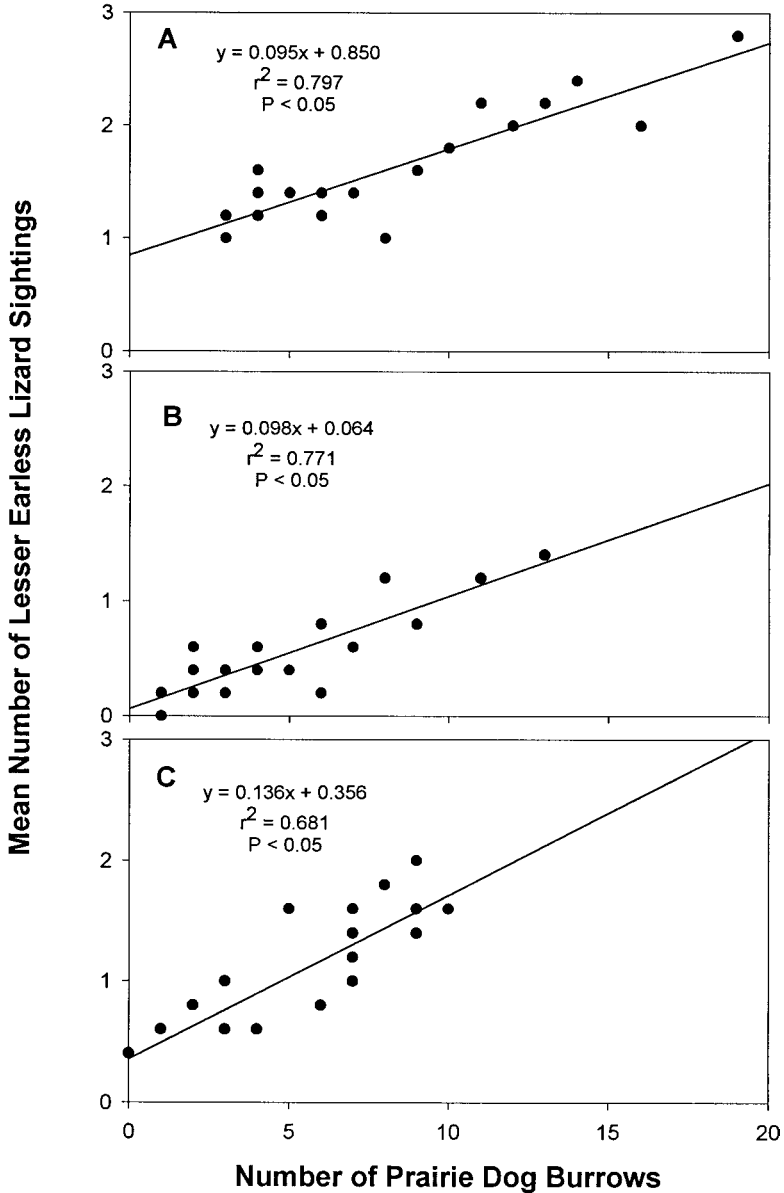 Mean Number of Lesser Earless Lizard Sightings
3
A
y = 0.095x + 0.850
r2 = 0.797
P < 0.05
2
1
0
3
B
y = 0.098x + 0.064
r2 = 0.771
P < 0.05
2
1
0
3
C
y = 0.136x + 0.356
r2 = 0.681
P < 0.05
2
1
0
0 5 10 15 20
Number of Prairie Dog Burrows